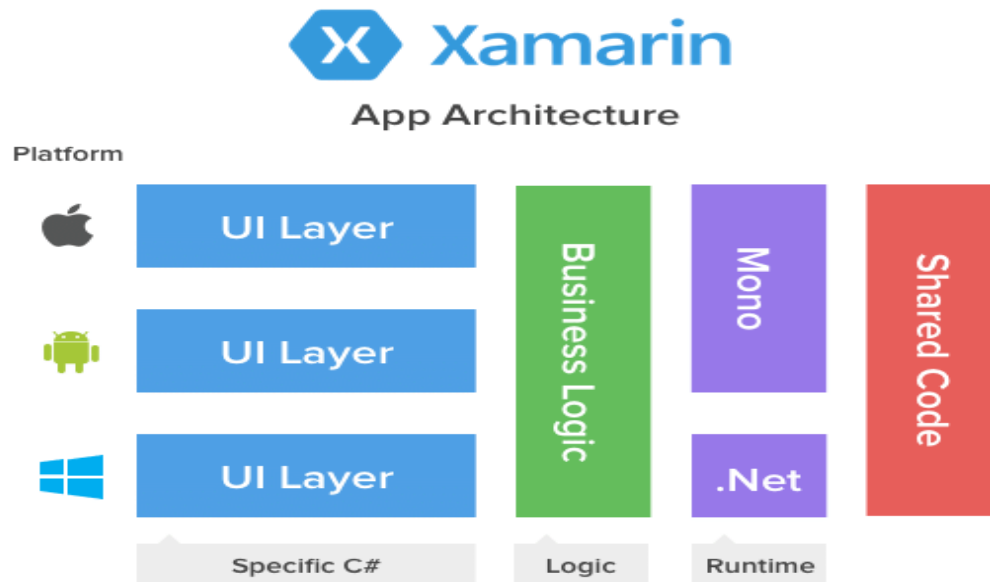 Xamarin
App Architecture
Platform
UI Layer
UI Layer
UI Layer
Business Logic
Mono
.Net
Shared Code
Specific C#
Logic
Runtime